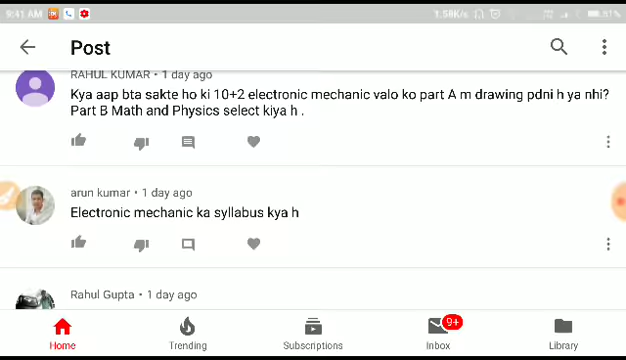 9:41 AM
1.58K/s
81%
Post
RAHUL KUMAR • 1 day ago
Kya aap bta sakte ho ki 10+2 electronic mechanic valo ko part A m drawing pdni h ya nhi?
Part B Math and Physics select kiya h .
arun kumar • 1 day ago
Electronic mechanic ka syllabus kya h
Rahul Gupta • 1 day ago
9+
Home
Trending
Subscriptions
Inbox
Library